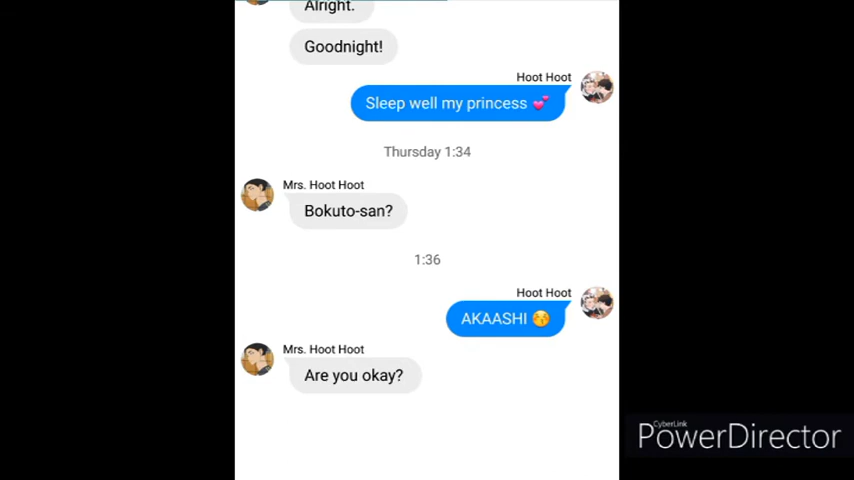 Alright.
Goodnight!
Hoot Hoot
Sleep well my princess 💕
Thursday 1:34
Mrs. Hoot Hoot
Bokuto-san?
1:36
Hoot Hoot
AKAASHI 😚
Mrs. Hoot Hoot
Are you okay?
CyberLink
PowerDirector